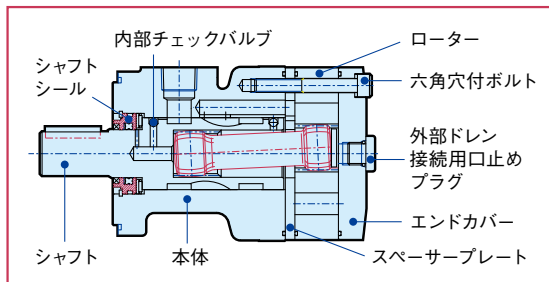 内部チェックバルブ
ローター
シャフト
シール
六角穴付ボルト
外部ドレン
接続用口止め
プラグ
エンドカバー
シャフト
本体
スペーサープレート